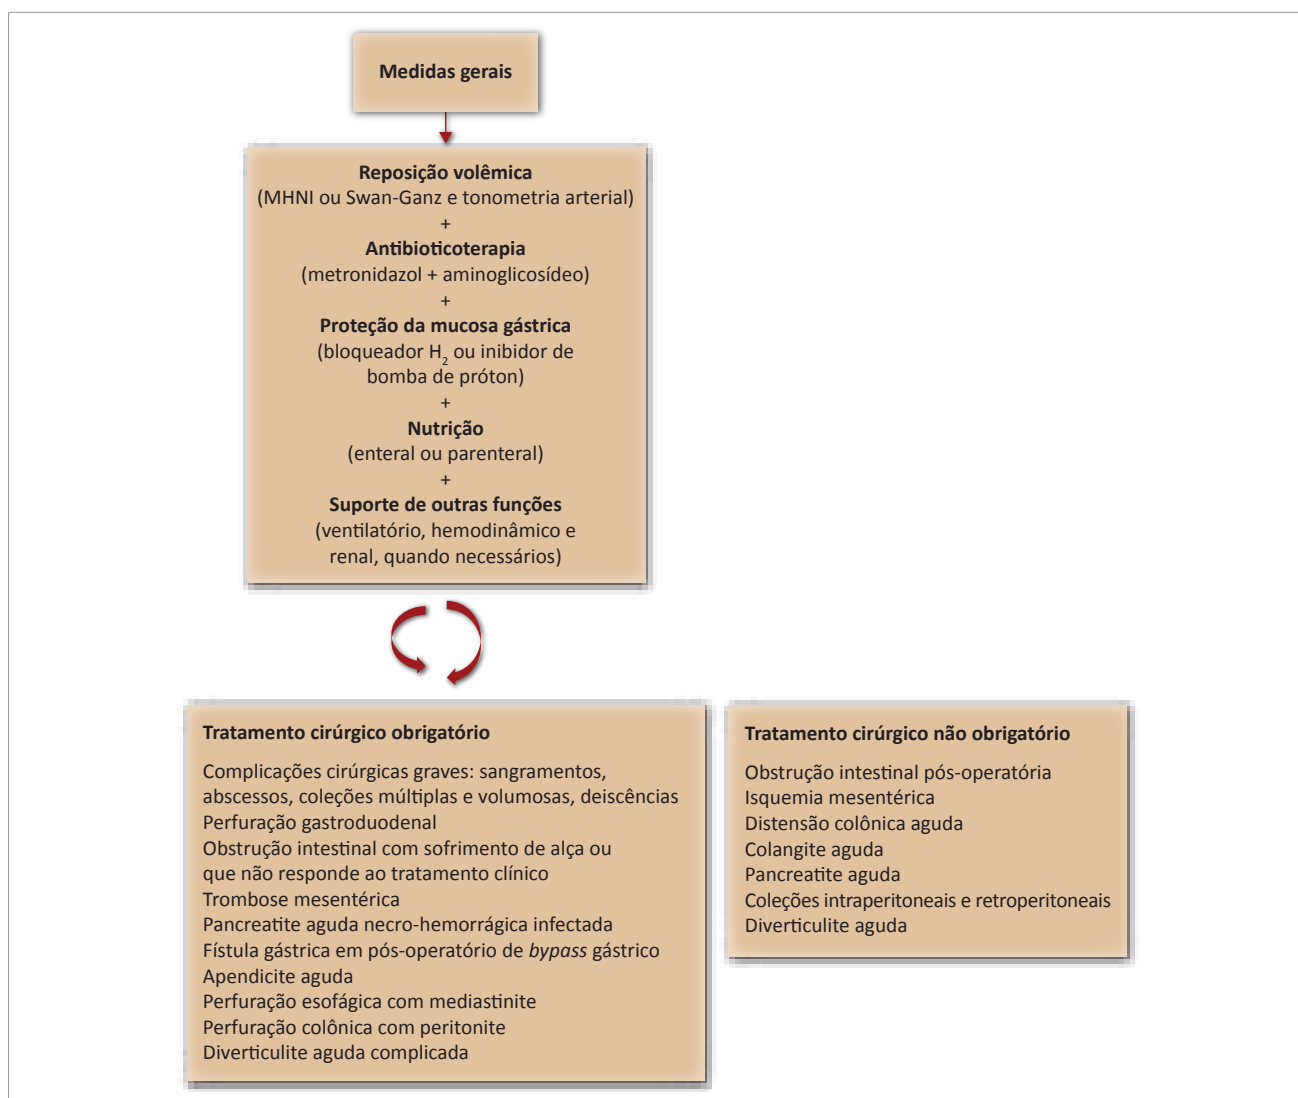 Medidas gerais
Reposição volêmica
(MHNI ou Swan-Ganz e tonometria arterial)
+
Antibioticoterapia
(metronidazol + aminoglicosídeo)
+
Proteção da mucosa gástrica
(bloqueador H₂ ou inibidor de
bomba de próton)
+
Nutrição
(enteral ou parenteral)
+
Suporte de outras funções
(ventilatório, hemodinâmico e
renal, quando necessários)
Tratamento cirúrgico obrigatório
Complicações cirúrgicas graves: sangramentos,
abscessos, coleções múltiplas e volumosas, deiscências
Perfuração gastroduodenal
Obstrução intestinal com sofrimento de alça ou
que não responde ao tratamento clínico
Trombose mesentérica
Pancreatite aguda necro-hemorrágica infectada
Fístula gástrica em pós-operatório de bypass gástrico
Apendicite aguda
Perfuração esofágica com mediastinite
Perfuração colônica com peritonite
Diverticulite aguda complicada
Tratamento cirúrgico não obrigatório
Obstrução intestinal pós-operatória
Isquemia mesentérica
Distensão colônica aguda
Colangite aguda
Pancreatite aguda
Coleções intraperitoneais e retroperitoneais
Diverticulite aguda